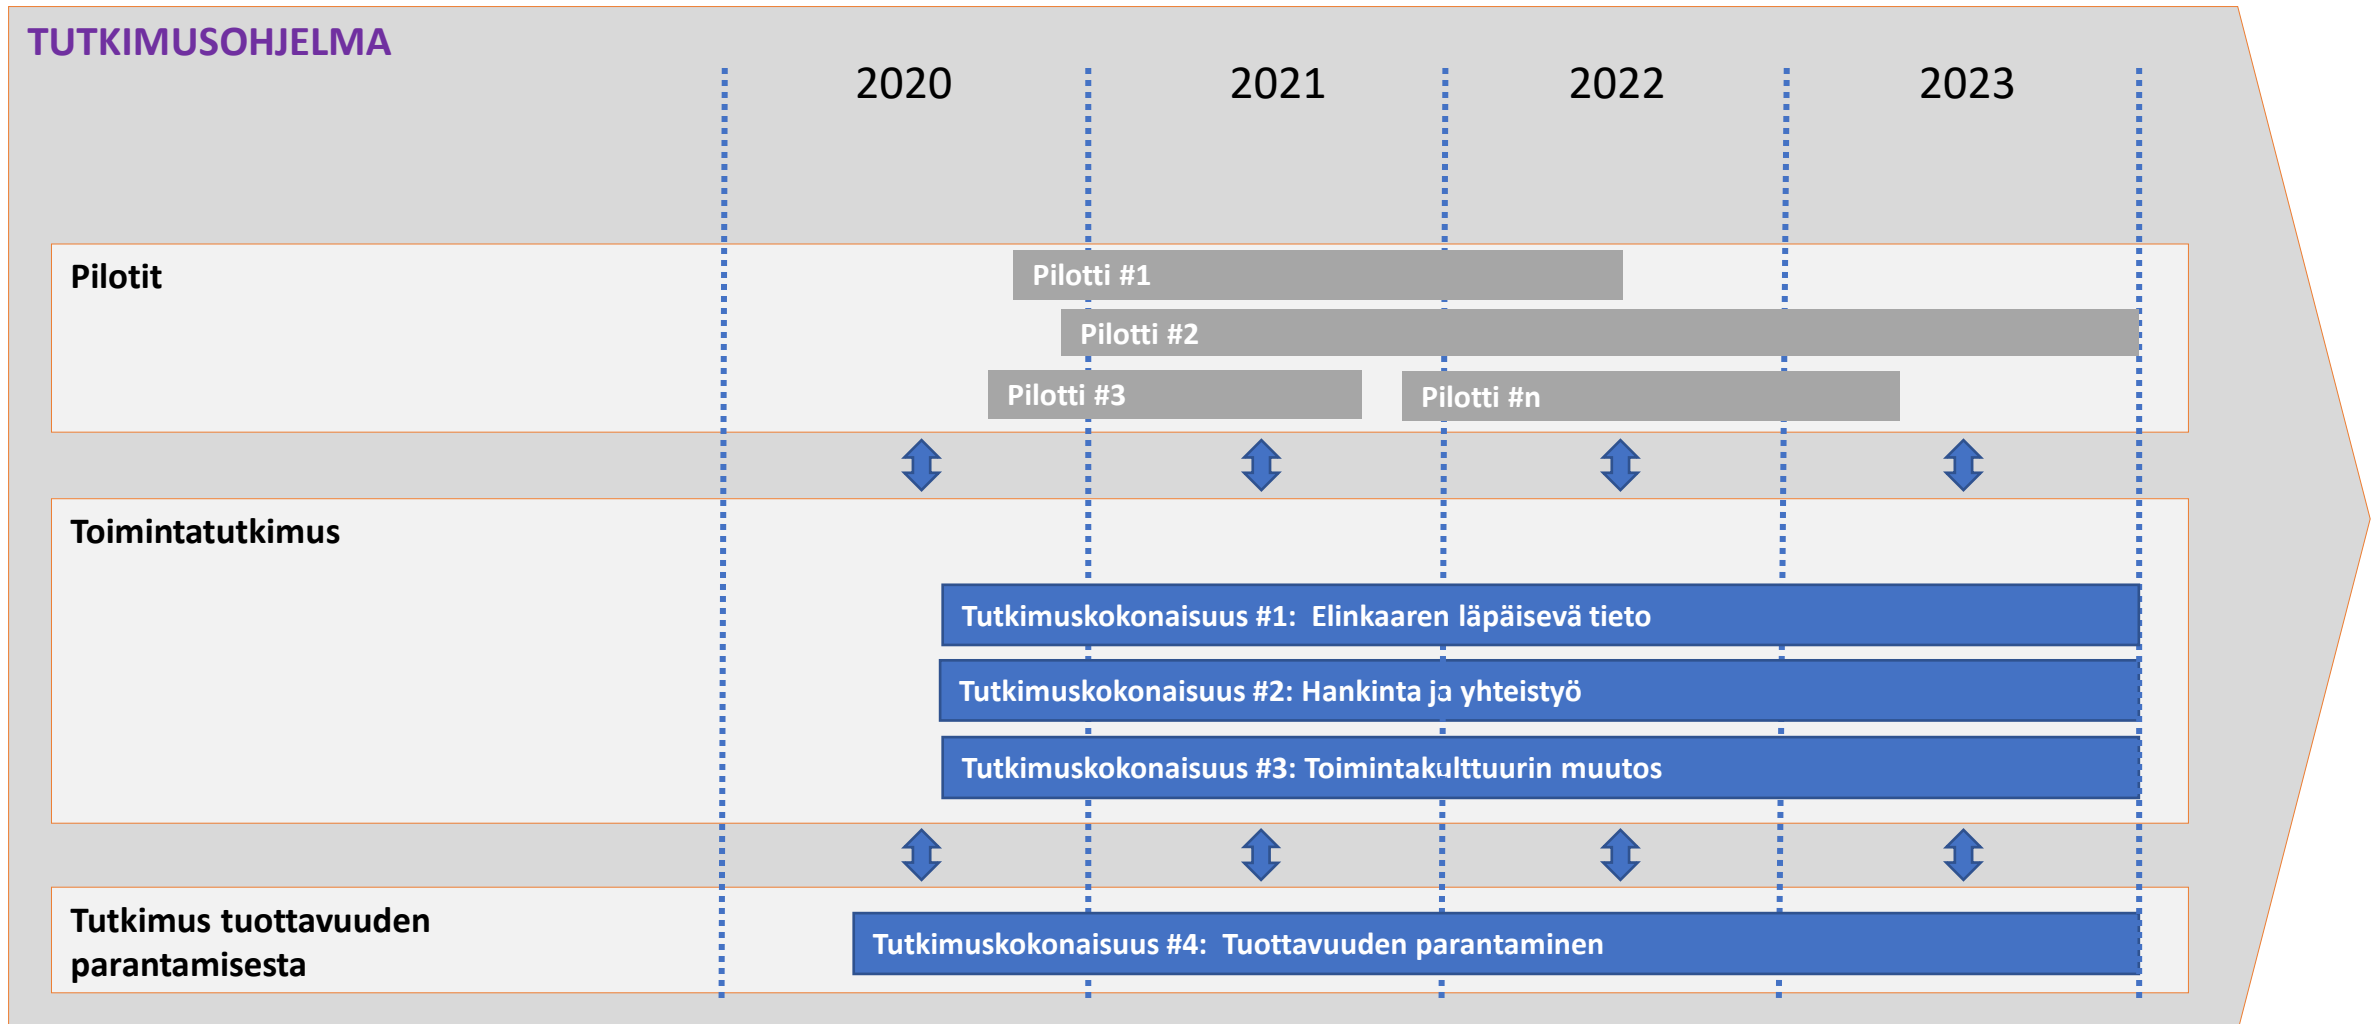 TUTKIMUSOHJELMA
2020 2021 2022 2023
Pilotit
Pilotti #1
Pilotti #2
Pilotti #3
Pilotti #n
Toimintatutkimus
Tutkimuskokonaisuus #1:  Elinkaaren läpäisevä tieto
Tutkimuskokonaisuus #2: Hankinta ja yhteistyö
Tutkimuskokonaisuus #3: Toimintakulttuurin muutos
Tutkimus tuottavuuden
parantamisesta
Tutkimuskokonaisuus #4:  Tuottavuuden parantaminen